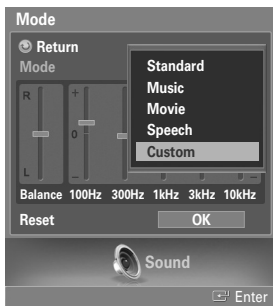 Mode
Return
Mode
Standard
Music
Movie
Speech
Custom
R
+
0
L
–
–
Balance 100Hz 300Hz 1kHz 3kHz 10kHz
Reset OK
Sound
Enter